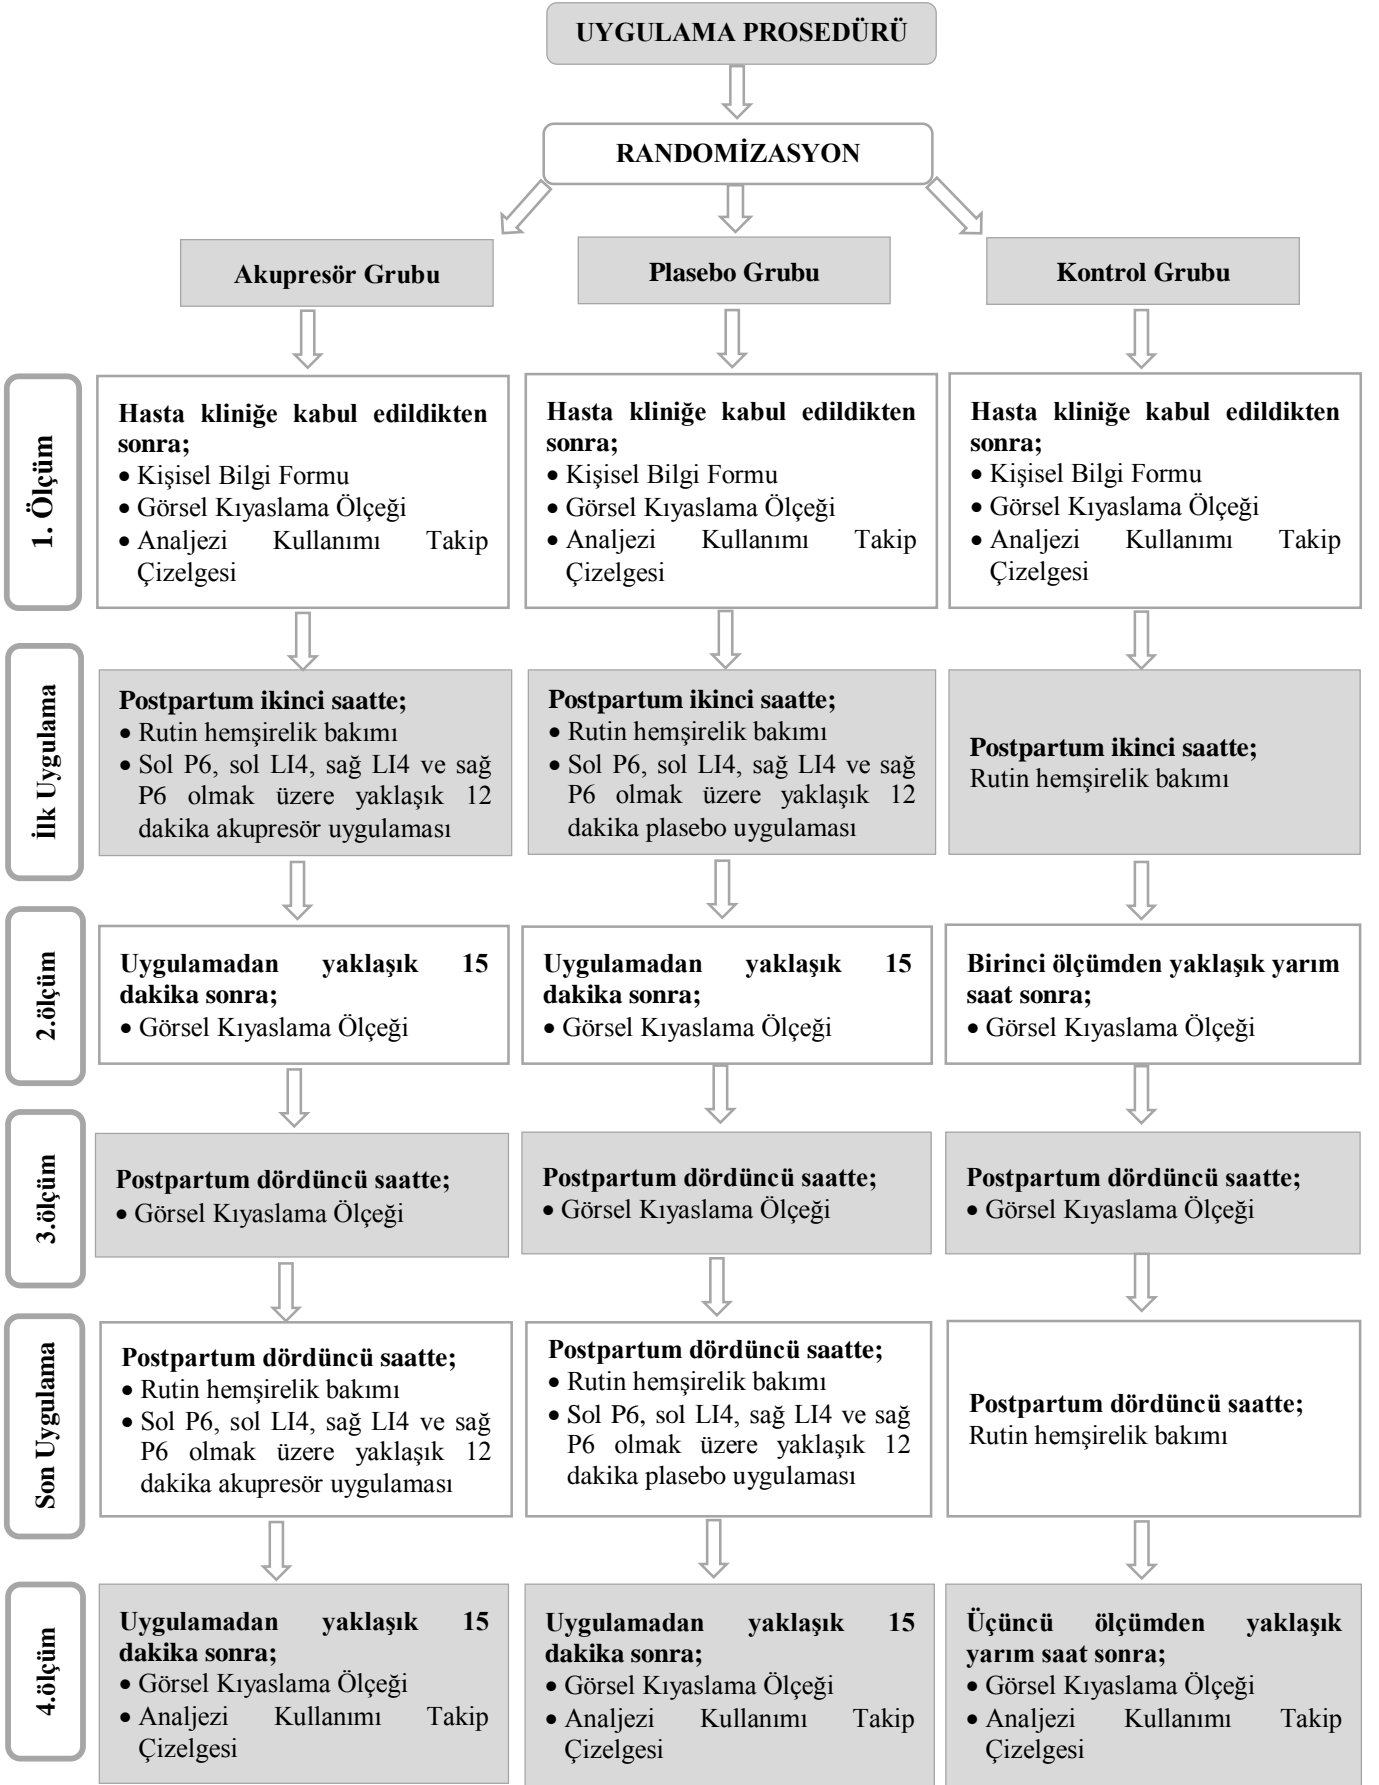 UYGULAMA PROSEDÜRÜ
RANDOMİZASYON
Akupresör Grubu
Plasebo Grubu
Kontrol Grubu
1. Ölçüm
Hasta kliniğe kabul edildikten
sonra;
• Kişisel Bilgi Formu
• Görsel Kıyaslama Ölçeği
• Analjezi Kullanımı Takip
Çizelgesi
Hasta kliniğe kabul edildikten
sonra;
• Kişisel Bilgi Formu
• Görsel Kıyaslama Ölçeği
• Analjezi Kullanımı Takip
Çizelgesi
Hasta kliniğe kabul edildikten
sonra;
• Kişisel Bilgi Formu
• Görsel Kıyaslama Ölçeği
• Analjezi Kullanımı Takip
Çizelgesi
İlk Uygulama
Postpartum ikinci saatte;
• Rutin hemşirelik bakımı
• Sol P6, sol LI4, sağ LI4 ve sağ
P6 olmak üzere yaklaşık 12
dakika akupresör uygulaması
Postpartum ikinci saatte;
• Rutin hemşirelik bakımı
• Sol P6, sol LI4, sağ LI4 ve sağ
P6 olmak üzere yaklaşık 12
dakika plasebo uygulaması
Postpartum ikinci saatte;
Rutin hemşirelik bakımı
2.ölçüm
Uygulamadan yaklaşık 15
dakika sonra;
• Görsel Kıyaslama Ölçeği
Uygulamadan yaklaşık 15
dakika sonra;
• Görsel Kıyaslama Ölçeği
Birinci ölçümden yaklaşık yarım
saat sonra;
• Görsel Kıyaslama Ölçeği
3.ölçüm
Postpartum dördüncü saatte;
• Görsel Kıyaslama Ölçeği
Postpartum dördüncü saatte;
• Görsel Kıyaslama Ölçeği
Postpartum dördüncü saatte;
• Görsel Kıyaslama Ölçeği
Son Uygulama
Postpartum dördüncü saatte;
• Rutin hemşirelik bakımı
• Sol P6, sol LI4, sağ LI4 ve sağ
P6 olmak üzere yaklaşık 12
dakika akupresör uygulaması
Postpartum dördüncü saatte;
• Rutin hemşirelik bakımı
• Sol P6, sol LI4, sağ LI4 ve sağ
P6 olmak üzere yaklaşık 12
dakika plasebo uygulaması
Postpartum dördüncü saatte;
Rutin hemşirelik bakımı
4.ölçüm
Uygulamadan yaklaşık 15
dakika sonra;
• Görsel Kıyaslama Ölçeği
• Analjezi Kullanımı Takip
Çizelgesi
Uygulamadan yaklaşık 15
dakika sonra;
• Görsel Kıyaslama Ölçeği
• Analjezi Kullanımı Takip
Çizelgesi
Üçüncü ölçümden yaklaşık
yarım saat sonra;
• Görsel Kıyaslama Ölçeği
• Analjezi Kullanımı Takip
Çizelgesi